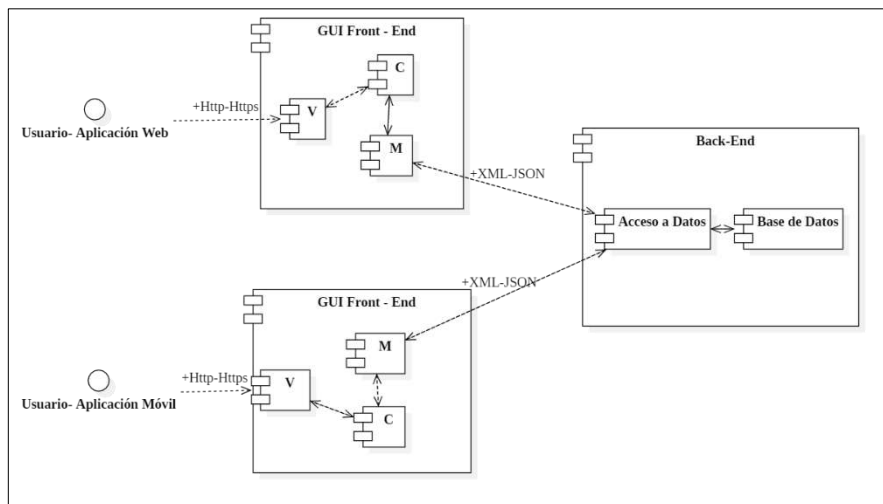 GUI Front - End
C
+Http-Https
V
Usuario- Aplicación Web
M
Back-End
+XML-JSON
Acceso a Datos
Base de Datos
+XML-JSON
GUI Front - End
M
+Http-Https
V
Usuario- Aplicación Móvil
C